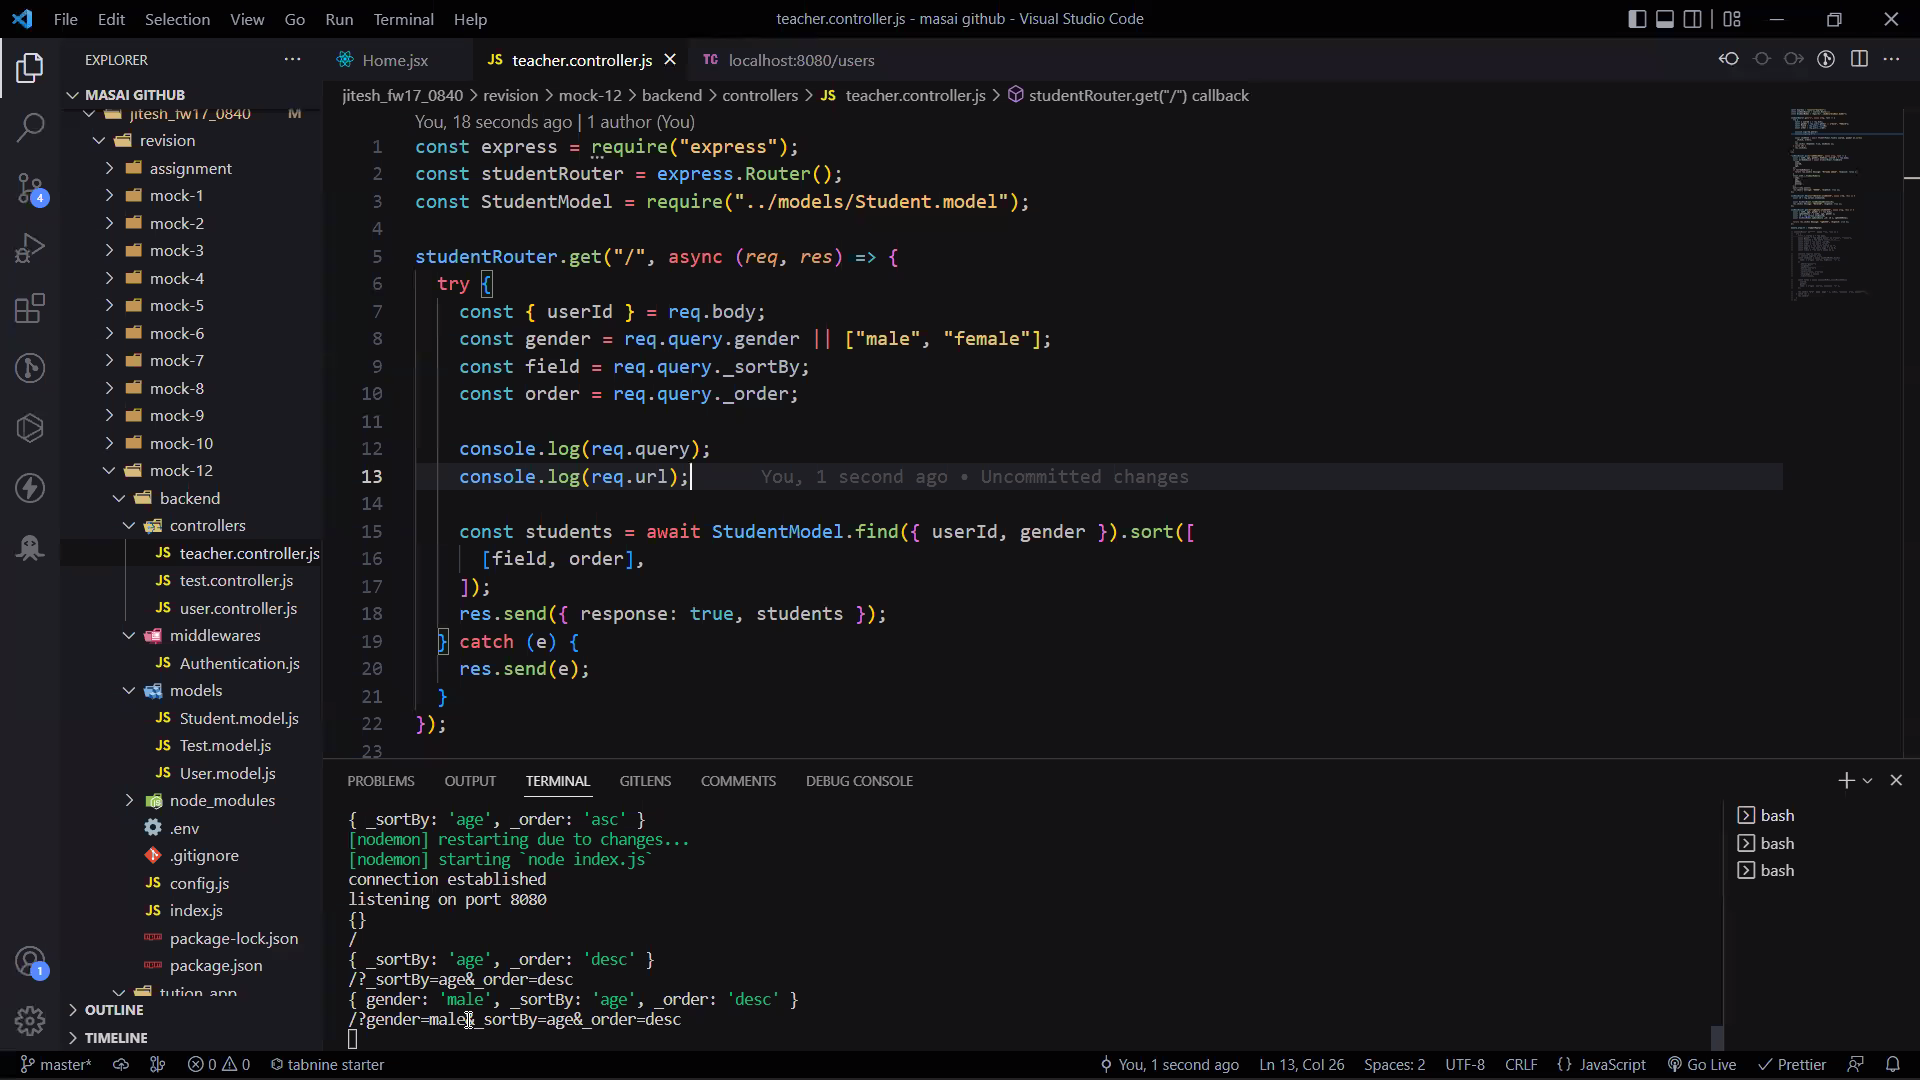 File Edit Selection View Go Run Terminal Help
teacher.controller.js - masai github - Visual Studio Code
EXPLORER
Home.jsx
JS teacher.controller.js
TC localhost:8080/users
MASAI GITHUB
jitesh_fw17_0840 > revision > mock-12 > backend > controllers > JS teacher.controller.js > studentRouter.get("/") callback
jitesh_fw17_0840 M
revision
assignment
mock-1
mock-2
mock-3
mock-4
mock-5
mock-6
mock-7
mock-8
mock-9
mock-10
mock-12
backend
controllers
JS teacher.controller.js
JS test.controller.js
JS user.controller.js
middlewares
JS Authentication.js
models
JS Student.model.js
JS Test.model.js
JS User.model.js
node_modules
.env
.gitignore
JS config.js
JS index.js
package-lock.json
package.json
tution_app
OUTLINE
TIMELINE
4
1
You, 18 seconds ago | 1 author (You)
1 const express = require("express");
2 const studentRouter = express.Router();
3 const StudentModel = require("../models/Student.model");
4
5 studentRouter.get("/", async (req, res) => {
6 try {
7 const { userId } = req.body;
8 const gender = req.query.gender || ["male", "female"];
9 const field = req.query._sortBy;
10 const order = req.query._order;
11
12 console.log(req.query);
13 console.log(req.url); You, 1 second ago • Uncommitted changes
14
15 const students = await StudentModel.find({ userId, gender }).sort([
16 [field, order],
17 ]);
18 res.send({ response: true, students });
19 } catch (e) {
20 res.send(e);
21 }
22 });
23
PROBLEMS OUTPUT TERMINAL GITLENS COMMENTS DEBUG CONSOLE
{ _sortBy: 'age', _order: 'asc' }
[nodemon] restarting due to changes...
[nodemon] starting `node index.js`
connection established
listening on port 8080
{}
/
{ _sortBy: 'age', _order: 'desc' }
/?_sortBy=age&_order=desc
{ gender: 'male', _sortBy: 'age', _order: 'desc' }
/?gender=male&_sortBy=age&_order=desc
bash
bash
bash
master* 0 0 tabnine starter
You, 1 second ago Ln 13, Col 26 Spaces: 2 UTF-8 CRLF {} JavaScript Go Live Prettier